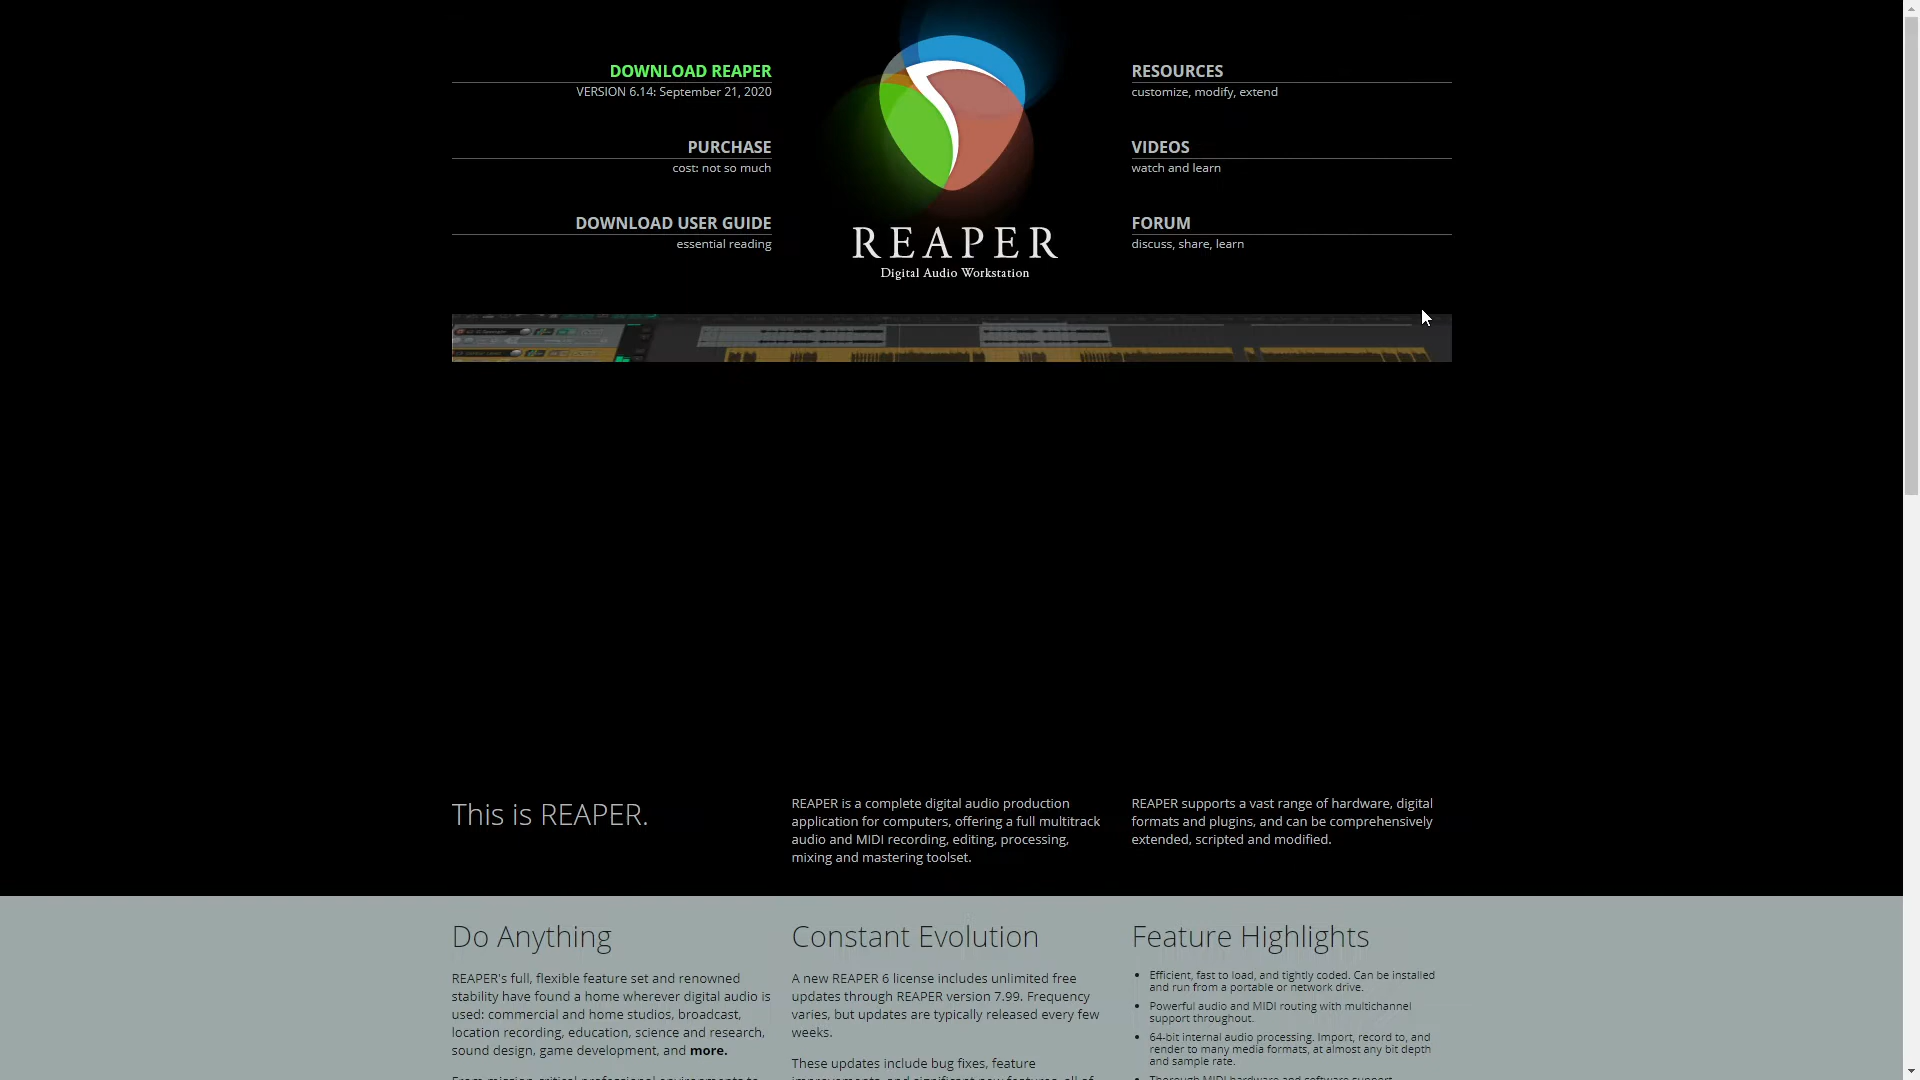 DOWNLOAD REAPER
VERSION 6.14: September 21, 2020
PURCHASE
cost: not so much
DOWNLOAD USER GUIDE
essential reading
REAPER
Digital Audio Workstation
RESOURCES
customize, modify, extend
VIDEOS
watch and learn
FORUM
discuss, share, learn
This is REAPER.
REAPER is a complete digital audio production
application for computers, offering a full multitrack
audio and MIDI recording, editing, processing,
mixing and mastering toolset.
REAPER supports a vast range of hardware, digital
formats and plugins, and can be comprehensively
extended, scripted and modified.
Do Anything
REAPER's full, flexible feature set and renowned
stability have found a home wherever digital audio is
used: commercial and home studios, broadcast,
location recording, education, science and research,
sound design, game development, and more.
Constant Evolution
A new REAPER 6 license includes unlimited free
updates through REAPER version 7.99. Frequency
varies, but updates are typically released every few
weeks.
These updates include bug fixes, feature
Feature Highlights
• Efficient, fast to load, and tightly coded. Can be installed
and run from a portable or network drive.
• Powerful audio and MIDI routing with multichannel
support throughout.
• 64-bit internal audio processing. Import, record to, and
render to many media formats, at almost any bit depth
and sample rate.
• Thorough MIDI hardware and software support